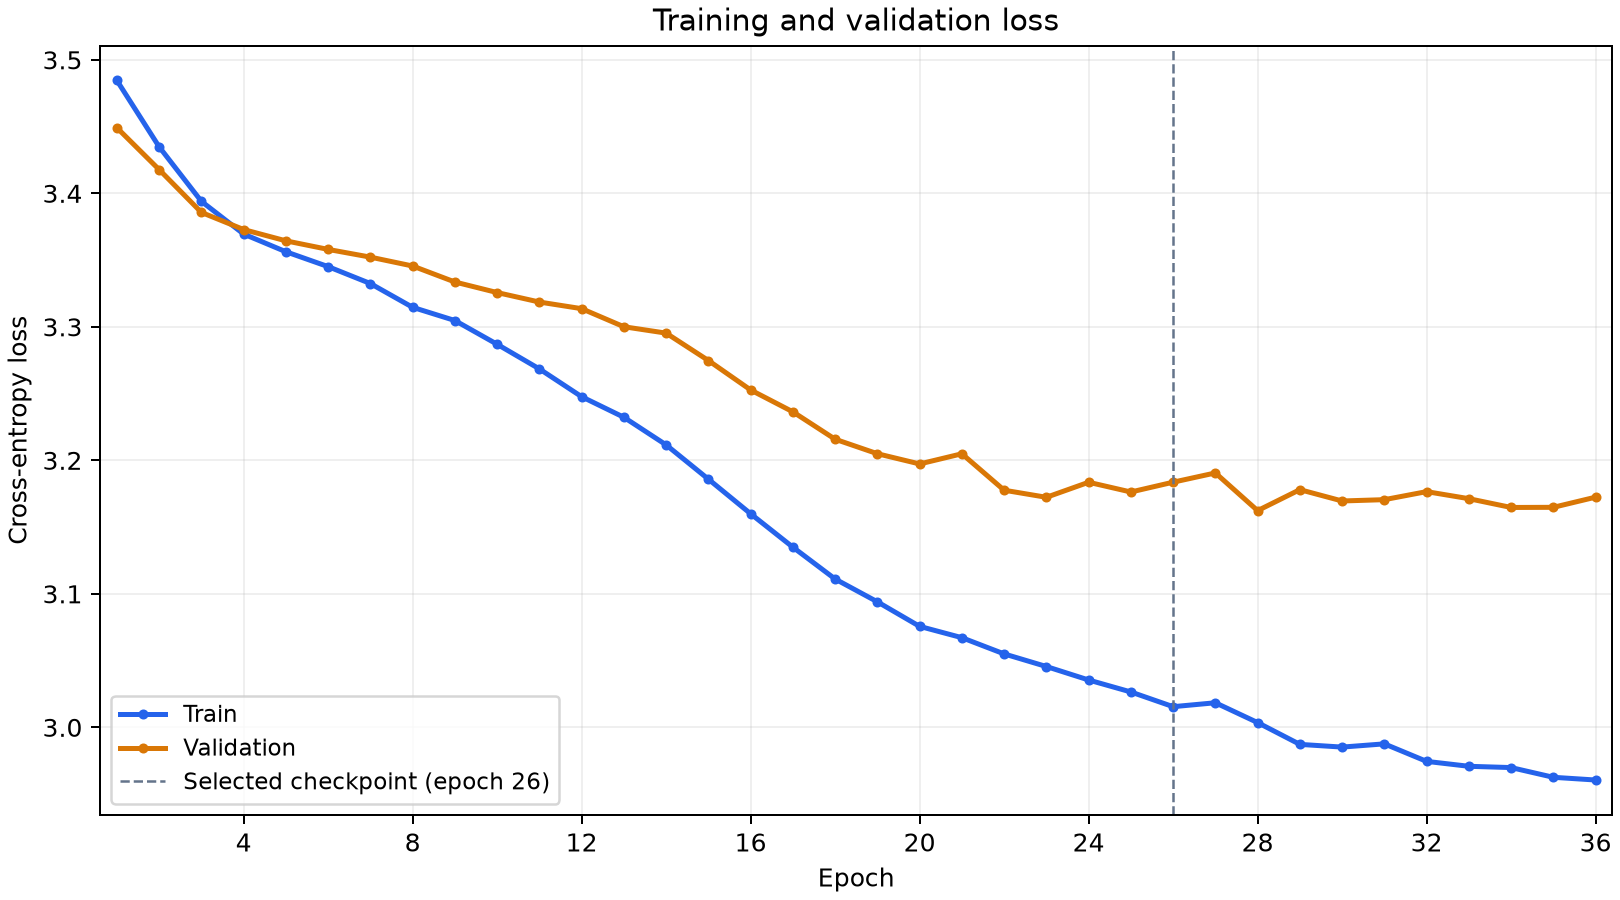 Training and validation loss
Cross-entropy loss
3.5
3.4
3.3
3.2
3.1
3.0
Train
Validation
Selected checkpoint (epoch 26)
4 8 12 16 20 24 28 32 36
Epoch